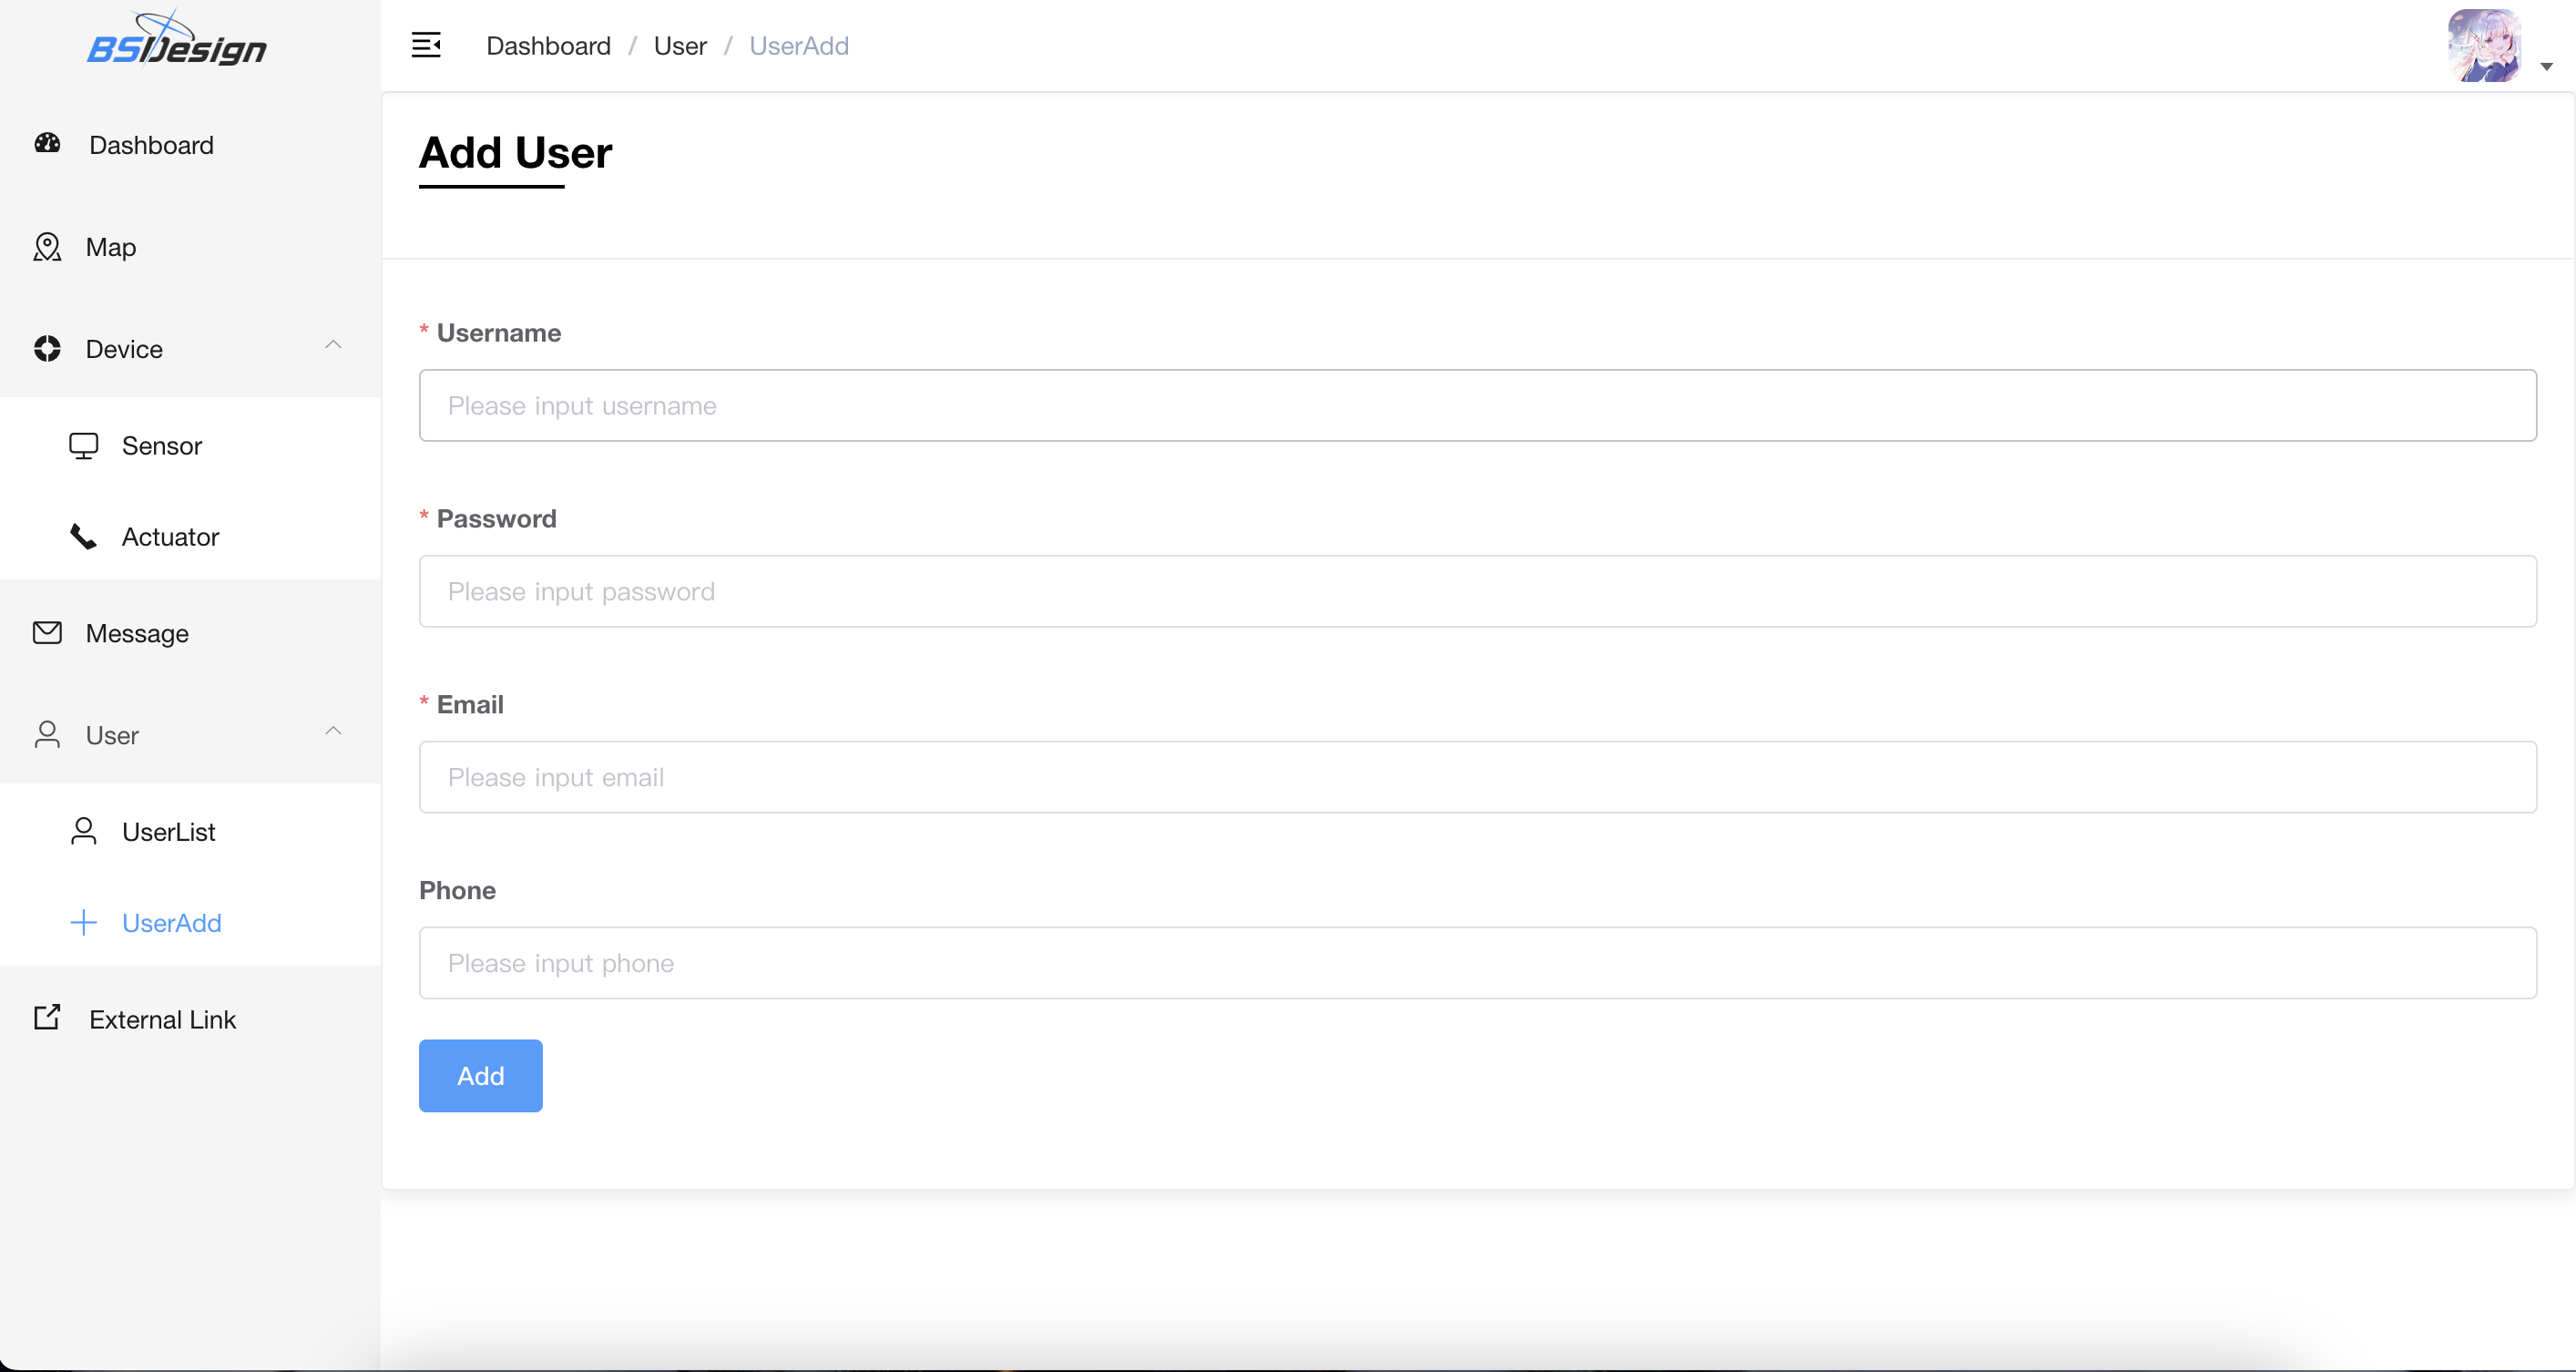 BSDesign
Dashboard / User / UserAdd
Dashboard
Map
Device
Sensor
Actuator
Message
User
UserList
UserAdd
External Link
Add User
* Username
Please input username
* Password
Please input password
* Email
Please input email
Phone
Please input phone
Add